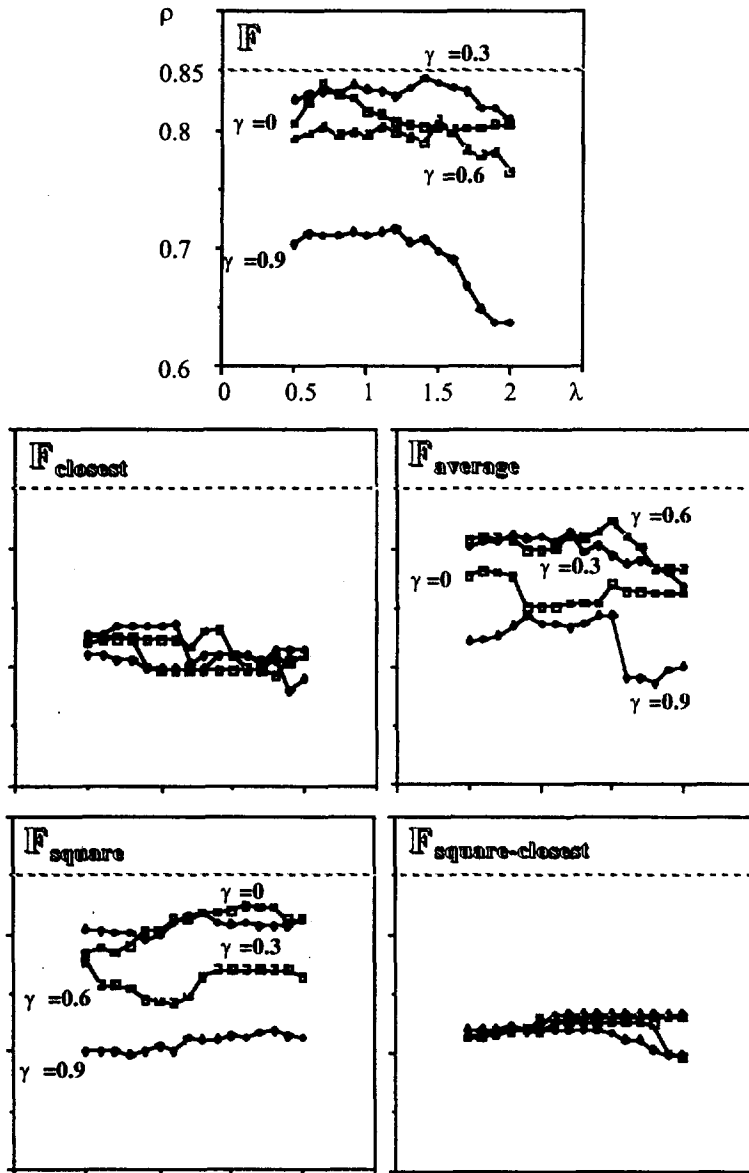 ρ
𝔽
γ =0.3
0.85
γ =0
0.8
γ =0.6
0.7
γ =0.9
0.6
0 0.5 1 1.5 2 λ
𝔽closest
𝔽average
γ =0.6
γ =0
γ =0.3
γ =0.9
𝔽square
γ =0
γ =0.3
γ =0.6
γ =0.9
𝔽square-closest